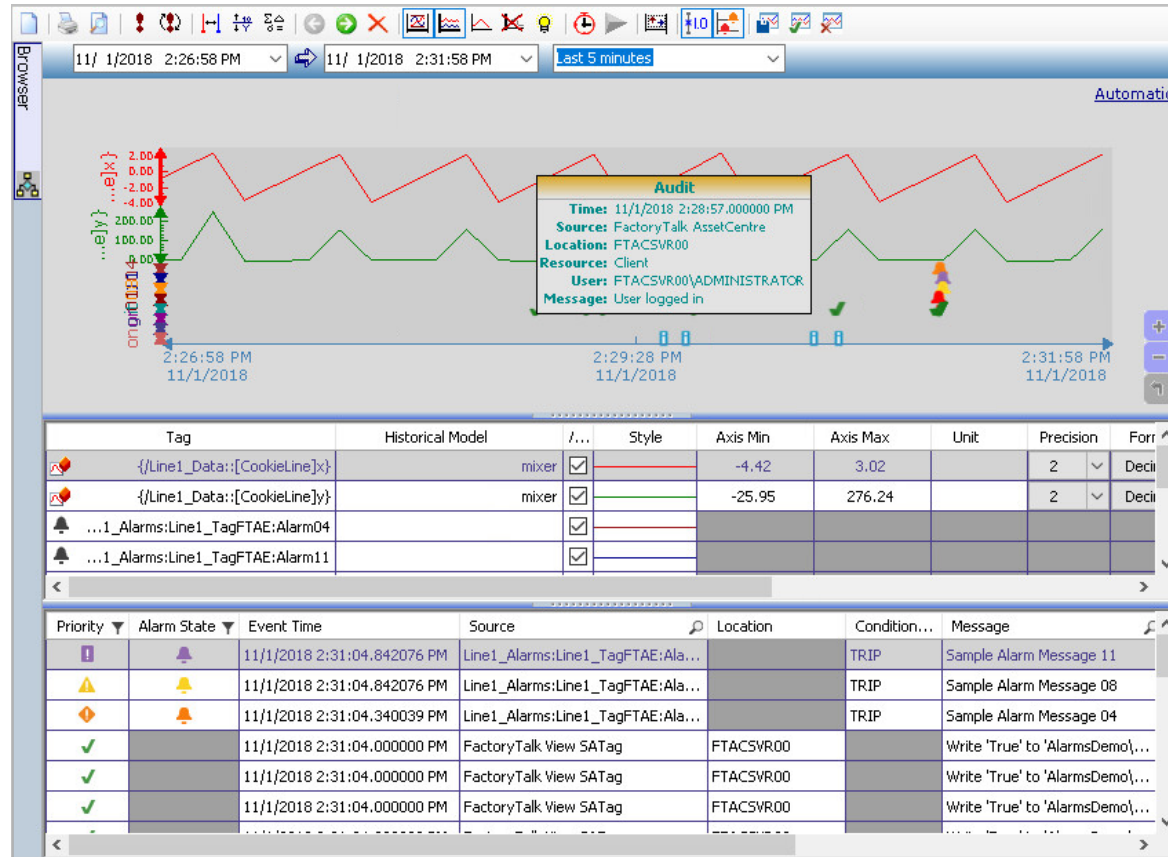 11/ 1/2018 2:26:58 PM 11/ 1/2018 2:31:58 PM Last 5 minutes
Browser
Automatic
...e]x}
2.00
0.00
-2.00
-4.00
...e]y}
200.00
100.00
0.00
Audit
Time: 11/1/2018 2:28:57.000000 PM
Source: FactoryTalk AssetCentre
Location: FTACSVR00
Resource: Client
User: FTACSVR00\ADMINISTRATOR
Message: User logged in
2:26:58 PM 2:29:28 PM 2:31:58 PM
11/1/2018 11/1/2018 11/1/2018
Tag Historical Model /... Style Axis Min Axis Max Unit Precision Forr
{/Line1_Data::[CookieLine]x} mixer -4.42 3.02 2 Deci
{/Line1_Data::[CookieLine]y} mixer -25.95 276.24 2 Deci
...1_Alarms:Line1_TagFTAE:Alarm04
...1_Alarms:Line1_TagFTAE:Alarm11
Priority Alarm State Event Time Source Location Condition... Message
11/1/2018 2:31:04.842076 PM Line1_Alarms:Line1_TagFTAE:Ala... TRIP Sample Alarm Message 11
11/1/2018 2:31:04.842076 PM Line1_Alarms:Line1_TagFTAE:Ala... TRIP Sample Alarm Message 08
11/1/2018 2:31:04.340039 PM Line1_Alarms:Line1_TagFTAE:Ala... TRIP Sample Alarm Message 04
11/1/2018 2:31:04.000000 PM FactoryTalk View SATag FTACSVR00 Write 'True' to 'AlarmsDemo\...
11/1/2018 2:31:04.000000 PM FactoryTalk View SATag FTACSVR00 Write 'True' to 'AlarmsDemo\...
11/1/2018 2:31:04.000000 PM FactoryTalk View SATag FTACSVR00 Write 'True' to 'AlarmsDemo\...